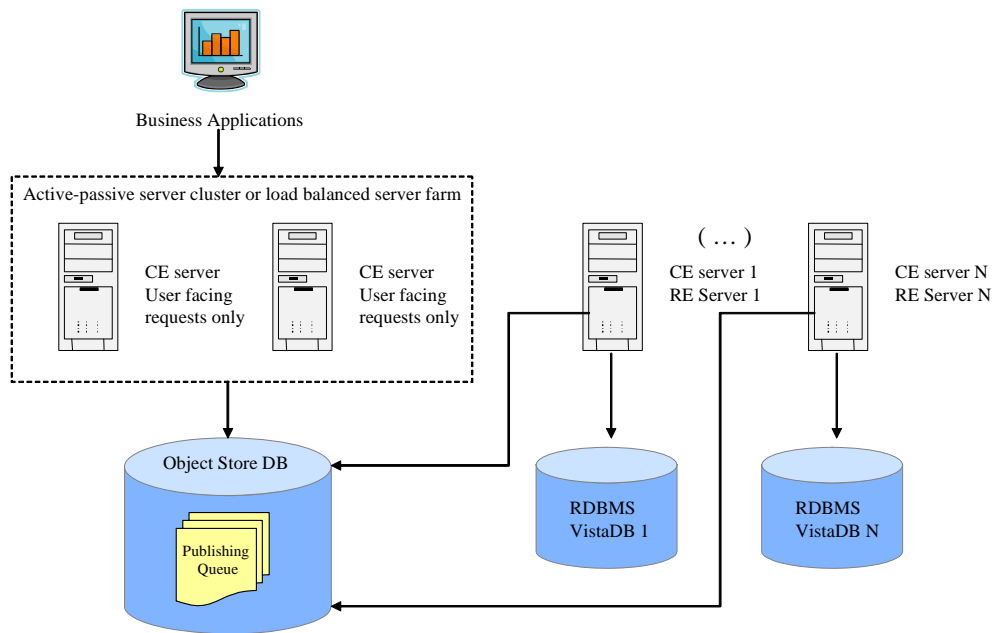 Business Applications
Active-passive server cluster or load balanced server farm
CE server
User facing
requests only
CE server
User facing
requests only
( … )
CE server 1
RE Server 1
CE server N
RE Server N
Object Store DB
Publishing
Queue
RDBMS
VistaDB 1
RDBMS
VistaDB N